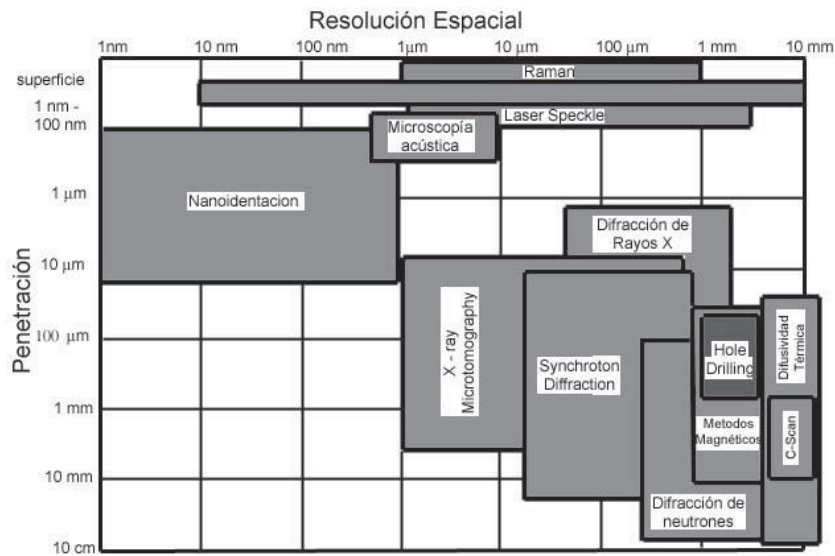 Resolución Espacial
1nm 10 nm 100 nm 1µm 10 µm 100 µm 1 mm 10 mm
superficie
Raman
1 nm -
100 nm
Laser Speckle
Microscopía
acústica
Nanoidentacion
1 µm
Difracción de
Rayos X
10 µm
Penetración
X - ray
Microtomography
100 µm
Synchroton
Diffraction
Hole
Drilling
Difusividad
Térmica
1 mm
Metodos
Magnéticos
C-Scan
10 mm
Difracción de
neutrones
10 cm